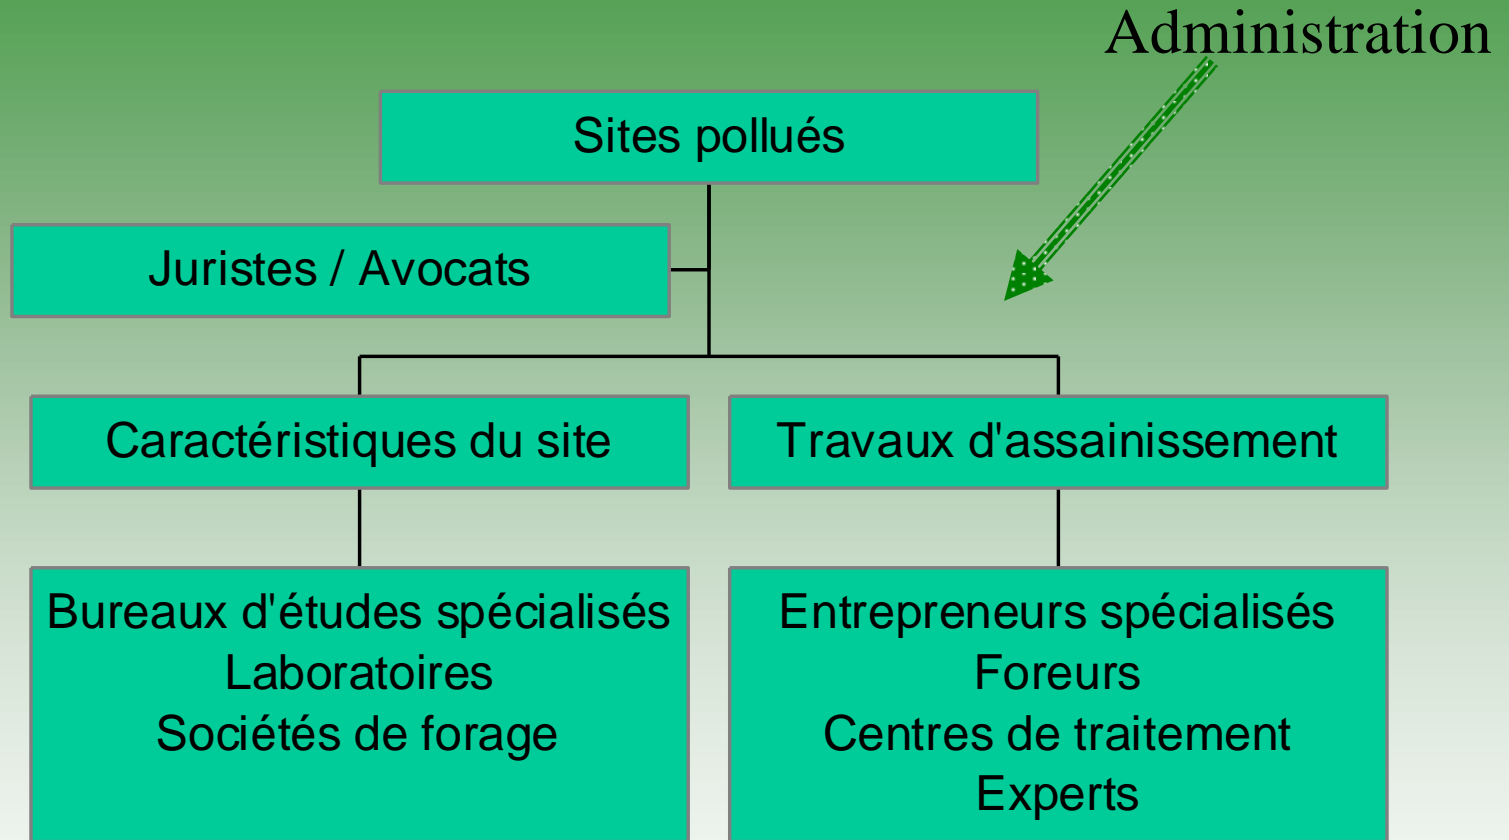 Administration
Sites pollués
Juristes / Avocats
Caractéristiques du site
Travaux d'assainissement
Bureaux d'études spécialisés
Laboratoires
Sociétés de forage
Entrepreneurs spécialisés
Foreurs
Centres de traitement
Experts